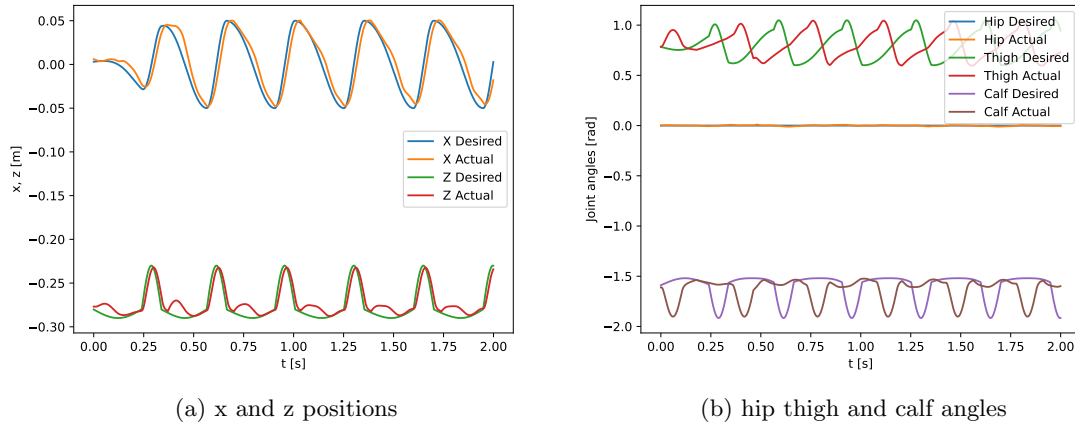 0.05
0.00
−0.05
−0.10
−0.15
−0.20
−0.25
−0.30
x, z [m]
X Desired
X Actual
Z Desired
Z Actual
0.00 0.25 0.50 0.75 1.00 1.25 1.50 1.75 2.00
t [s]
(a) x and z positions
1.0
0.5
0.0
−0.5
−1.0
−1.5
−2.0
Joint angles [rad]
Hip Desired
Hip Actual
Thigh Desired
Thigh Actual
Calf Desired
Calf Actual
0.00 0.25 0.50 0.75 1.00 1.25 1.50 1.75 2.00
t [s]
(b) hip thigh and calf angles